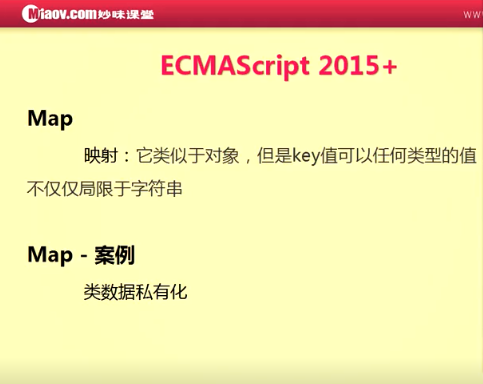 Miaov.com妙味课堂
www
ECMAScript 2015+
Map
映射：它类似于对象，但是key值可以任何类型的值
不仅仅局限于字符串
Map - 案例
类数据私有化